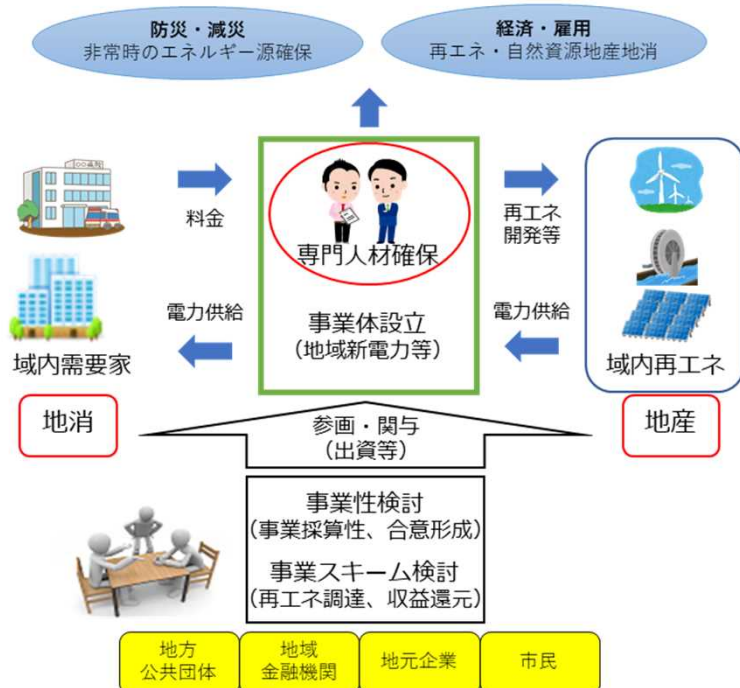 防災・減災
非常時のエネルギー源確保
経済・雇用
再エネ・自然資源地産地消
料金
専門人材確保
再エネ
開発等
電力供給
事業体設立
(地域新電力等)
電力供給
域内需要家
域内再エネ
地消
地産
参画・関与
(出資等)
事業性検討
(事業採算性、合意形成)
事業スキーム検討
(再エネ調達、収益還元)
地方
公共団体
地域
金融機関
地元企業
市民